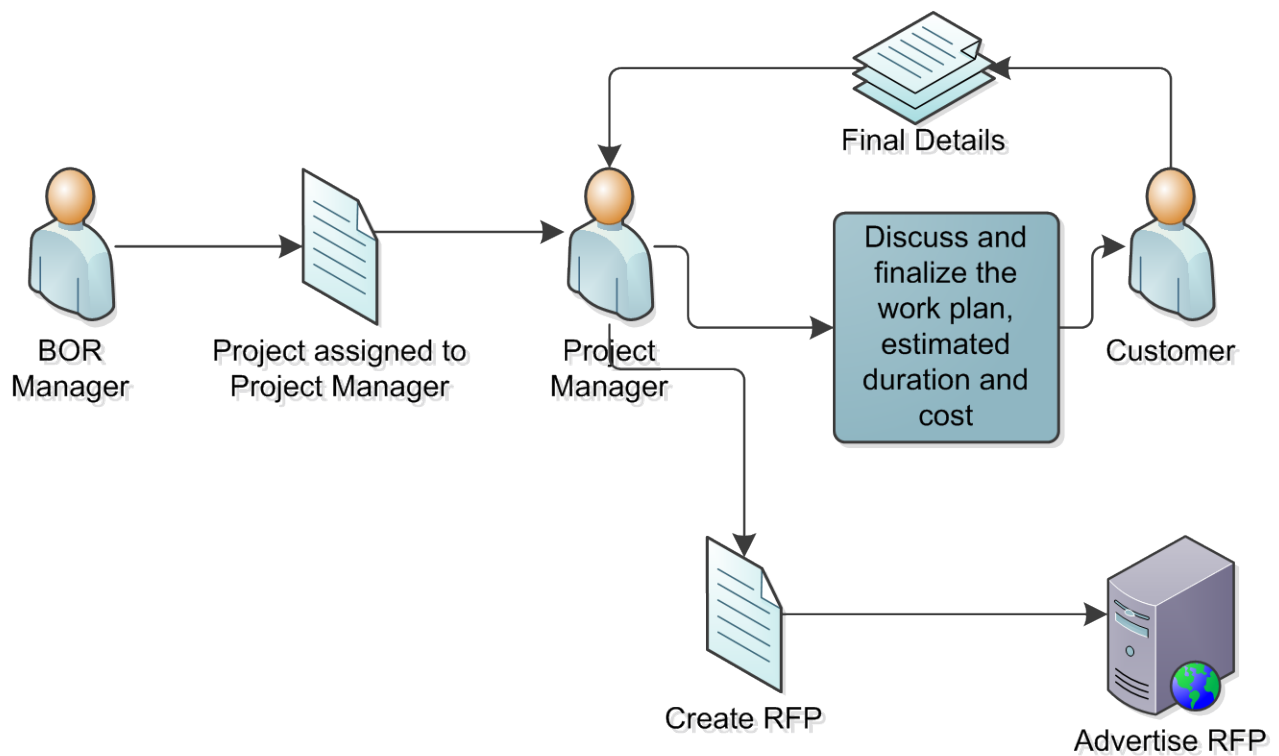 Final Details
Discuss and
finalize the
work plan,
estimated
duration and
cost
BOR
Manager
Project assigned to
Project Manager
Project
Manager
Customer
Create RFP
Advertise RFP